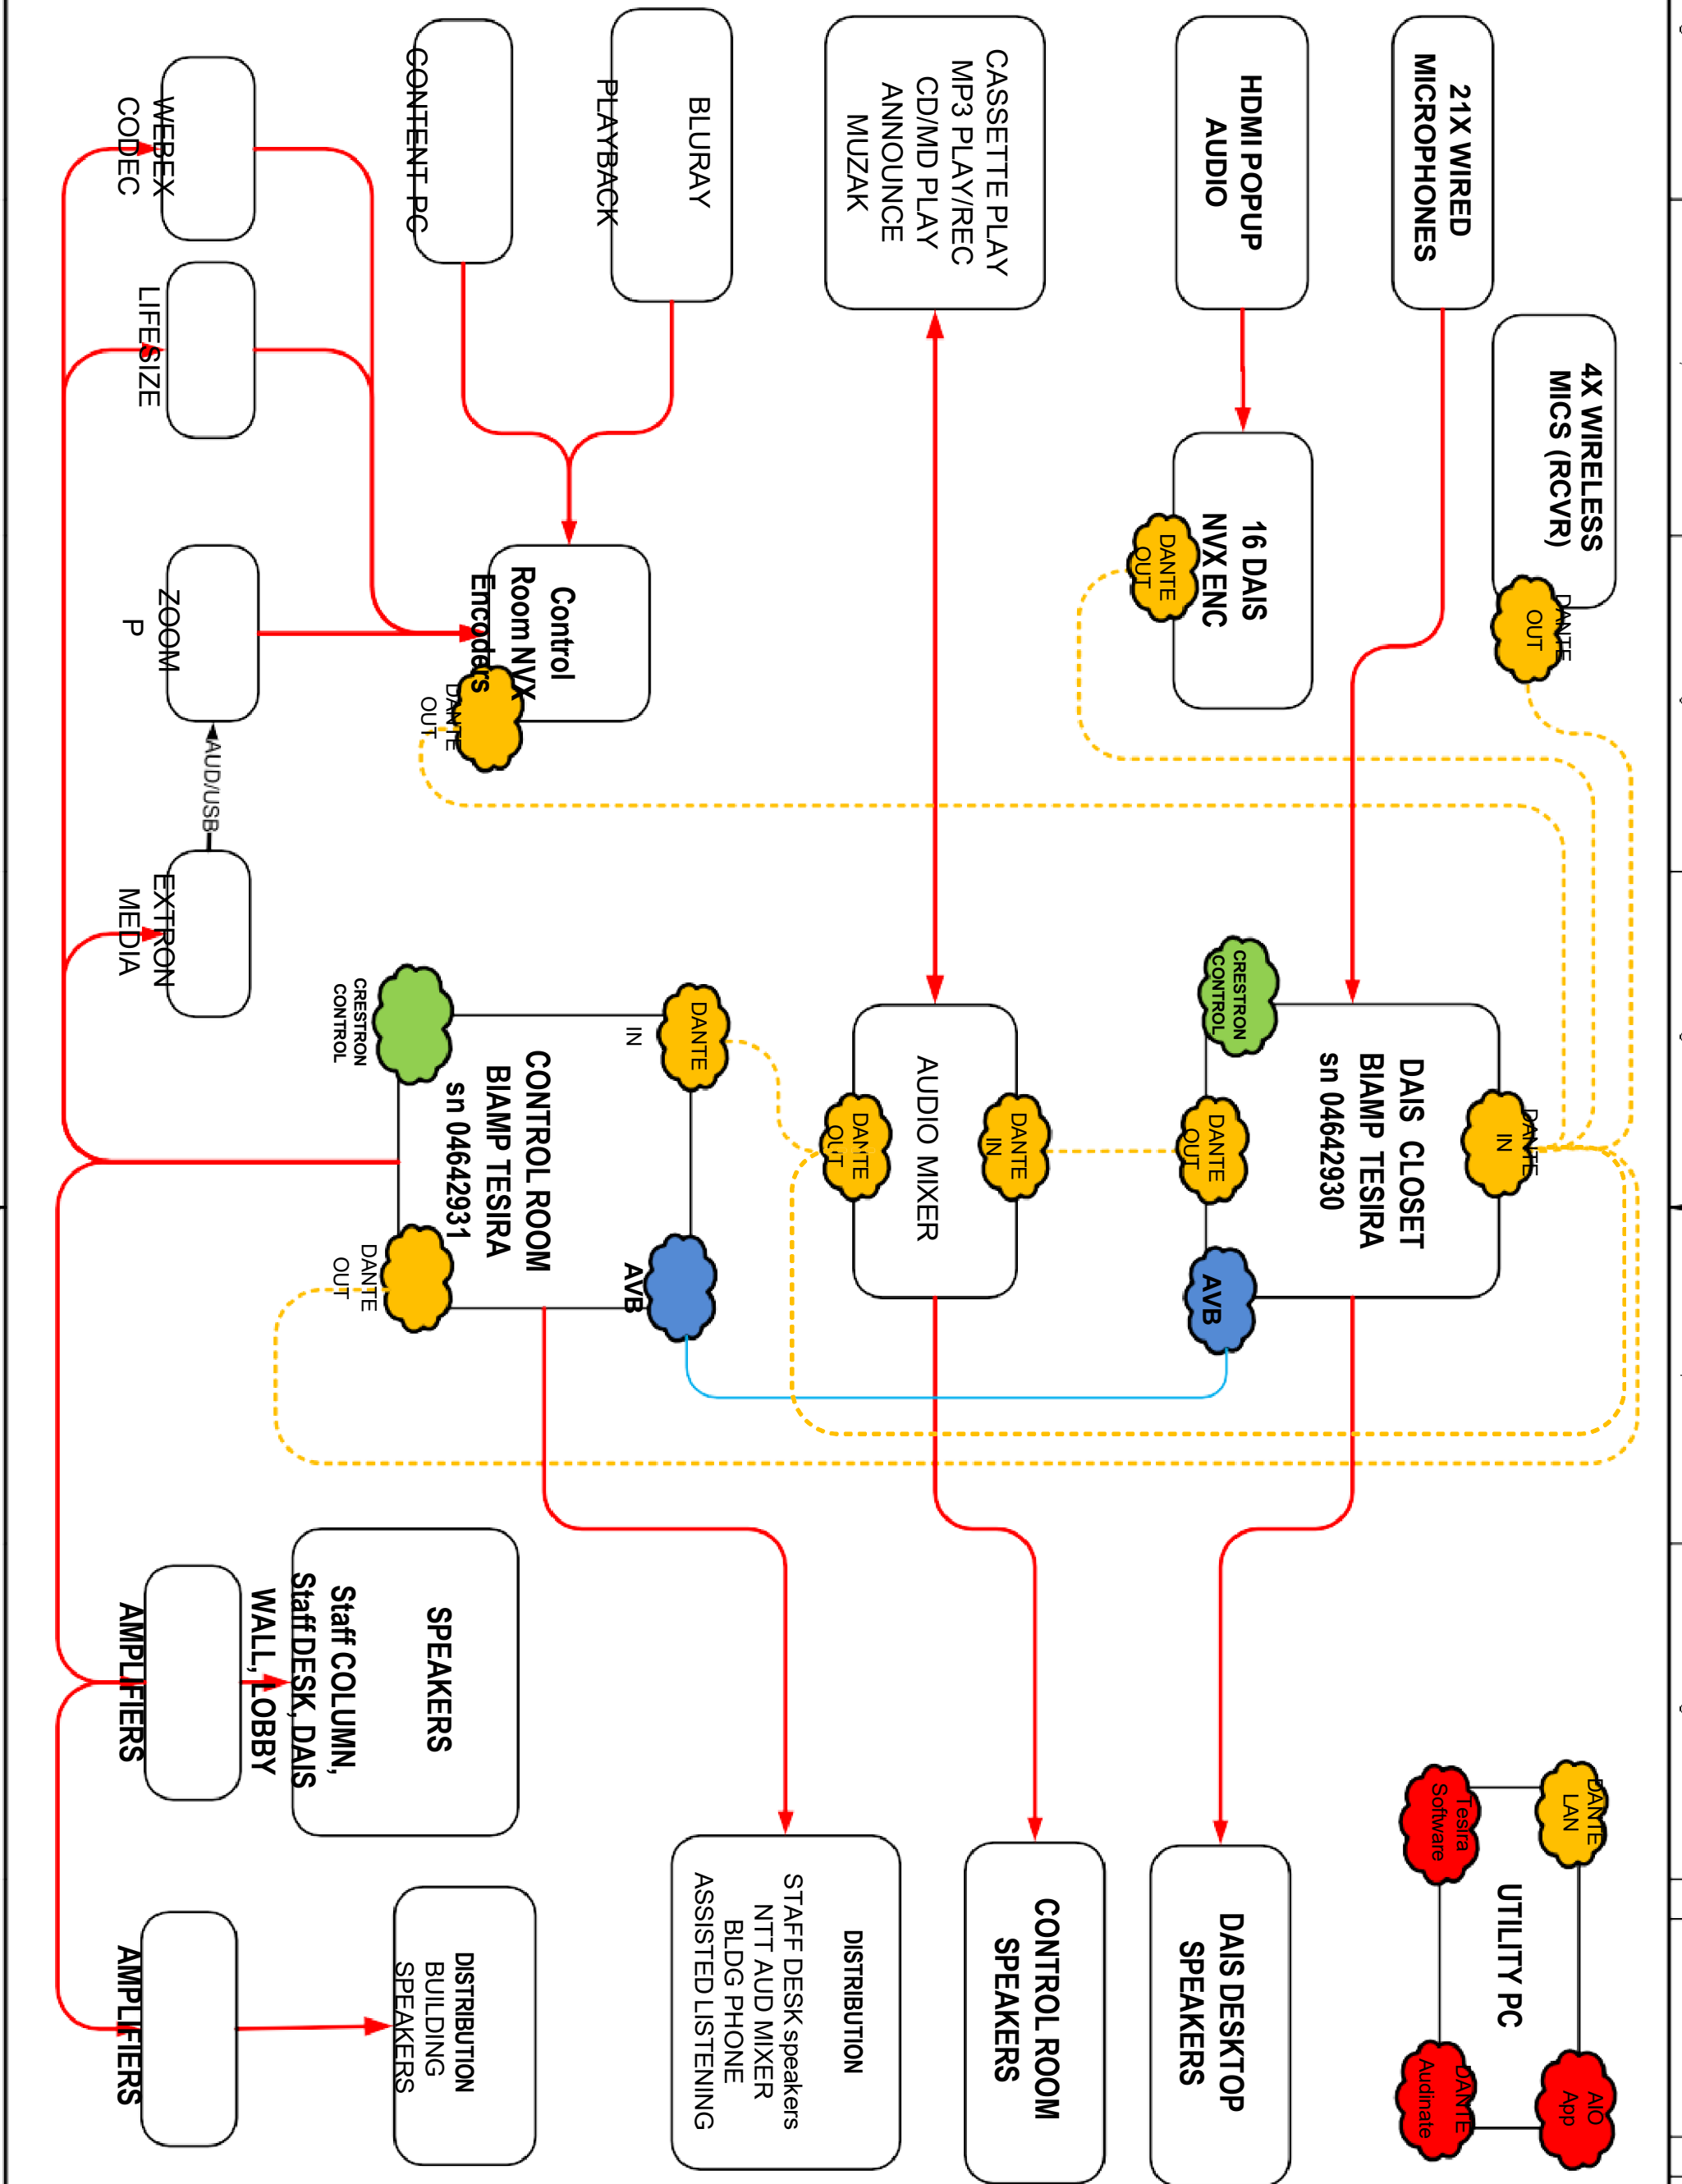 4X WIRELESS
MICS (RCVR)
DANTE
OUT
21X WIRED
MICROPHONES
HDMI POPUP
AUDIO
16 DAIS
NVX ENC
DANTE
OUT
CASSETTE PLAY
MP3 PLAY/REC
CD/MD PLAY
ANNOUNCE
MUZAK
BLURAY
PLAYBACK
CONTENT PC
Control
Room NVX
Encoders
DANTE
OUT
WEBEX
CODEC
LIFESIZE
ZOOM
P
AUD/USB
EXTRON
MEDIA
DANTE
IN
DAIS CLOSET
BIAMP TESIRA
sn 04642930
CRESTRON
CONTROL
DANTE
OUT
AVB
DANTE
IN
AUDIO MIXER
DANTE
OUT
DANTE
IN
AVB
CONTROL ROOM
BIAMP TESIRA
sn 04642931
CRESTRON
CONTROL
DANTE
OUT
DANTE
LAN
AIO
App
UTILITY PC
Tesira
Software
DANTE
Audinate
DAIS DESKTOP
SPEAKERS
CONTROL ROOM
SPEAKERS
DISTRIBUTION
STAFF DESK speakers
NTT AUD MIXER
BLDG PHONE
ASSISTED LISTENING
SPEAKERS
Staff COLUMN,
Staff DESK, DAIS
WALL, LOBBY
AMPLIFIERS
DISTRIBUTION
BUILDING
SPEAKERS
AMPLIFIERS